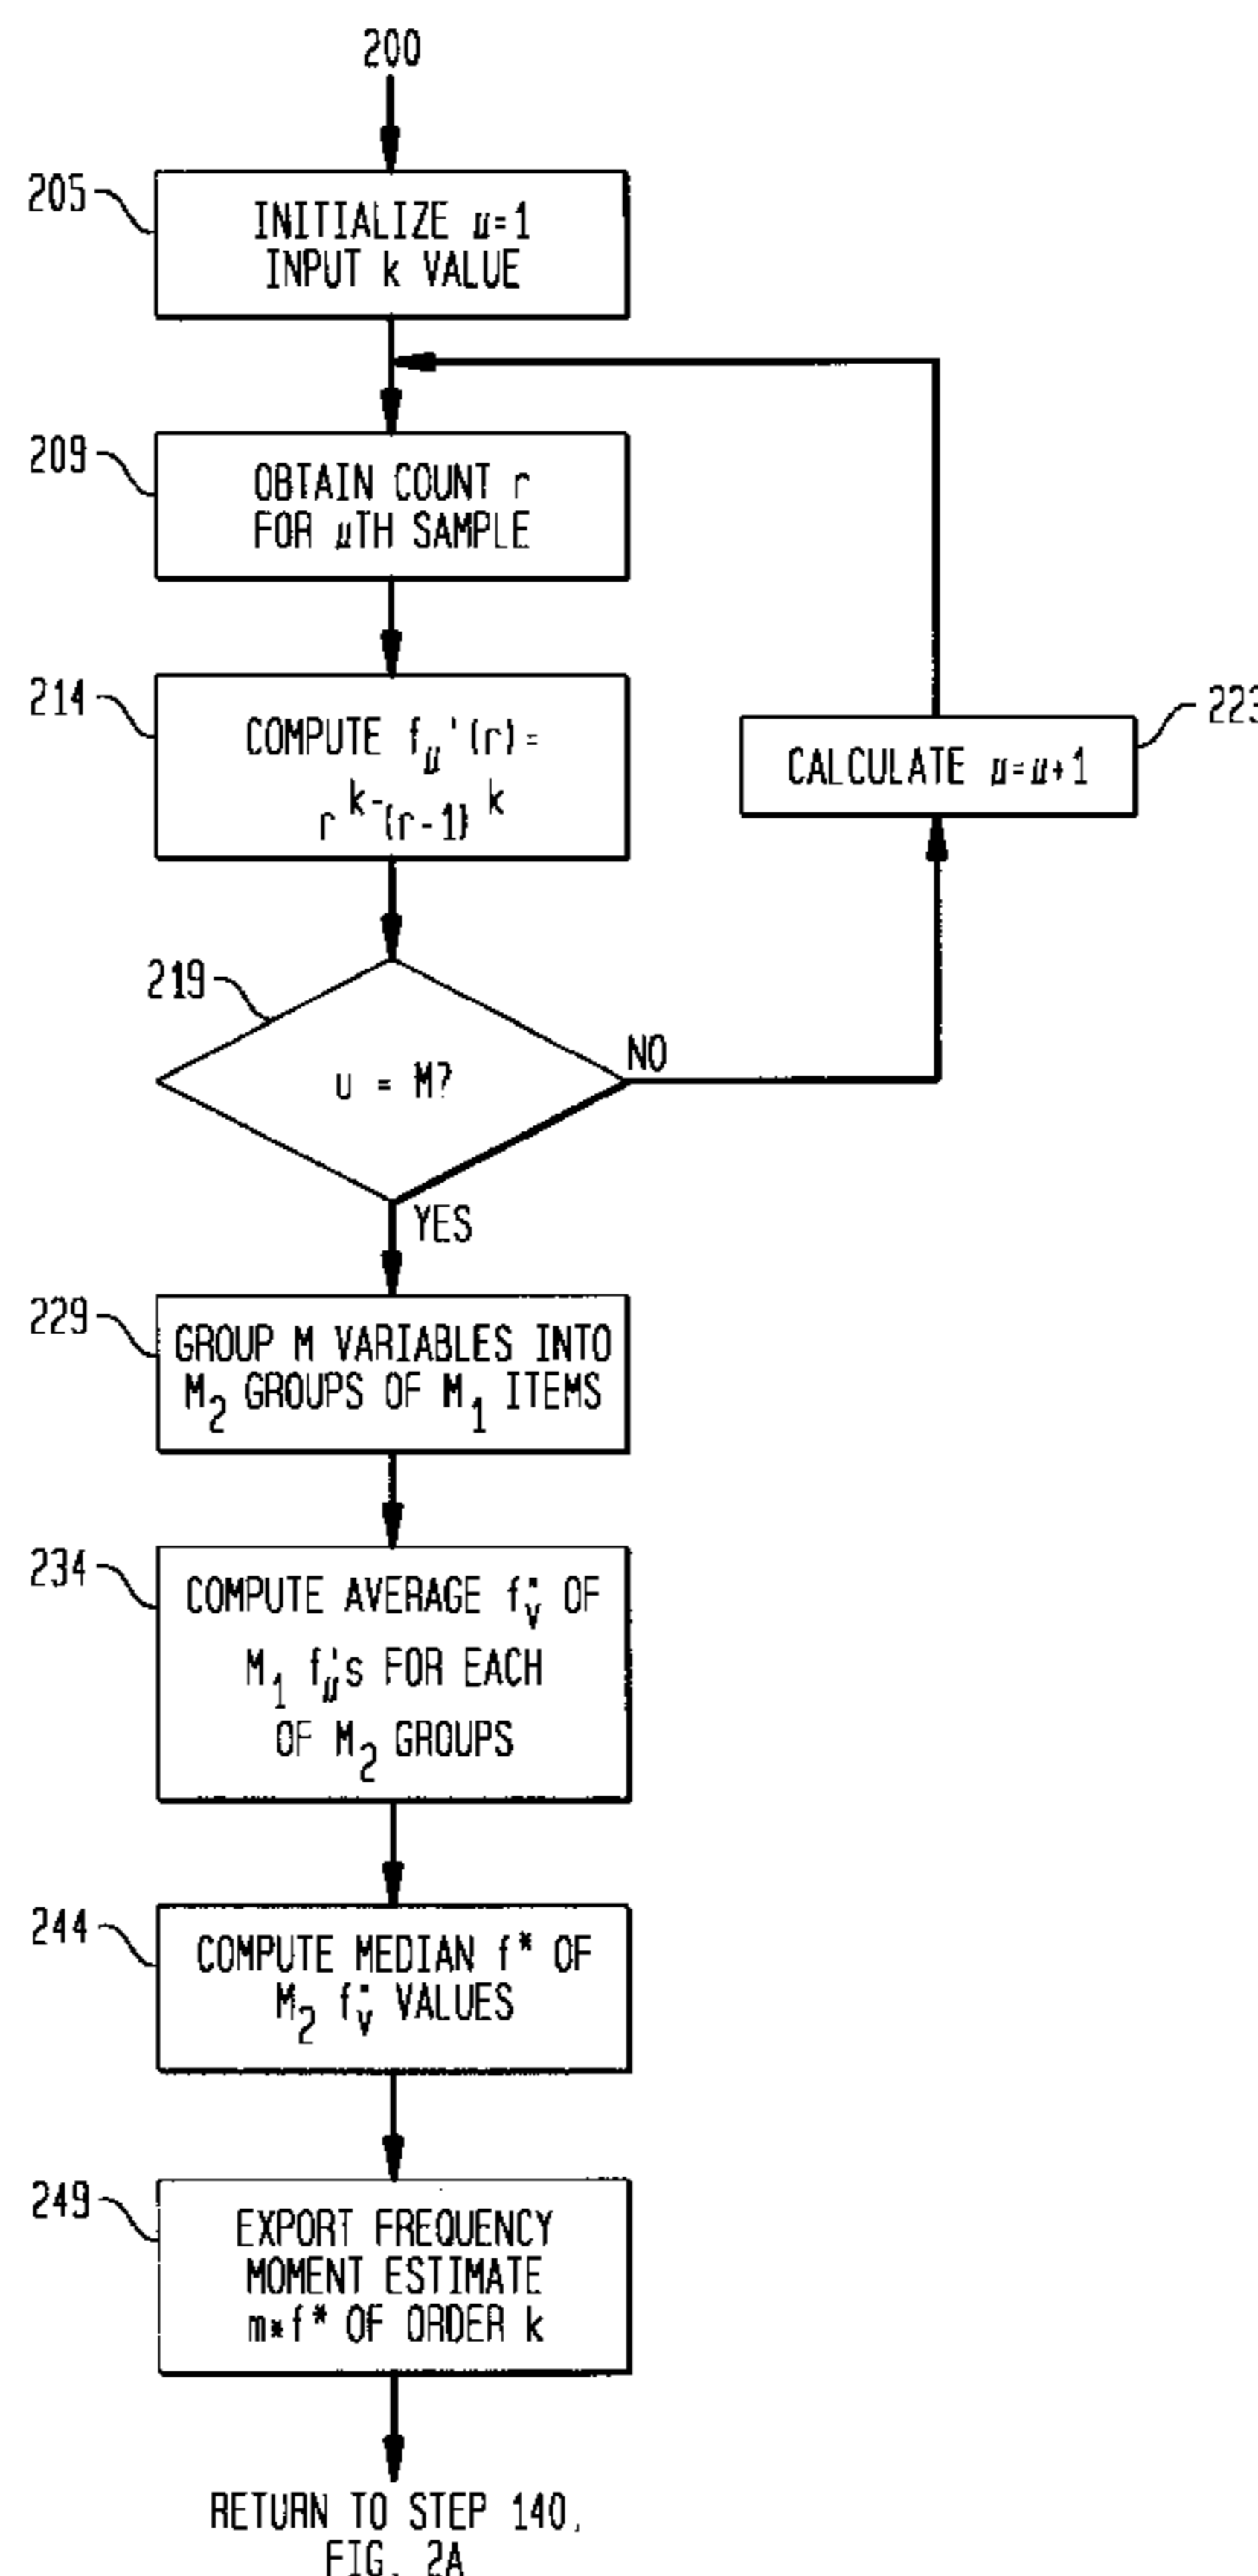 200
205
INITIALIZE μ=1
INPUT k VALUE
209
OBTAIN COUNT r
FOR μTH SAMPLE
214
COMPUTE fμ'(r)=
r k-(r-1) k
223
CALCULATE μ=μ+1
219
u = M?
NO
YES
229
GROUP M VARIABLES INTO
M2 GROUPS OF M1 ITEMS
234
COMPUTE AVERAGE fv" OF
M1 fμ's FOR EACH
OF M2 GROUPS
244
COMPUTE MEDIAN f* OF
M2 fv" VALUES
249
EXPORT FREQUENCY
MOMENT ESTIMATE
m*f* OF ORDER k
RETURN TO STEP 140,
FIG. 2A